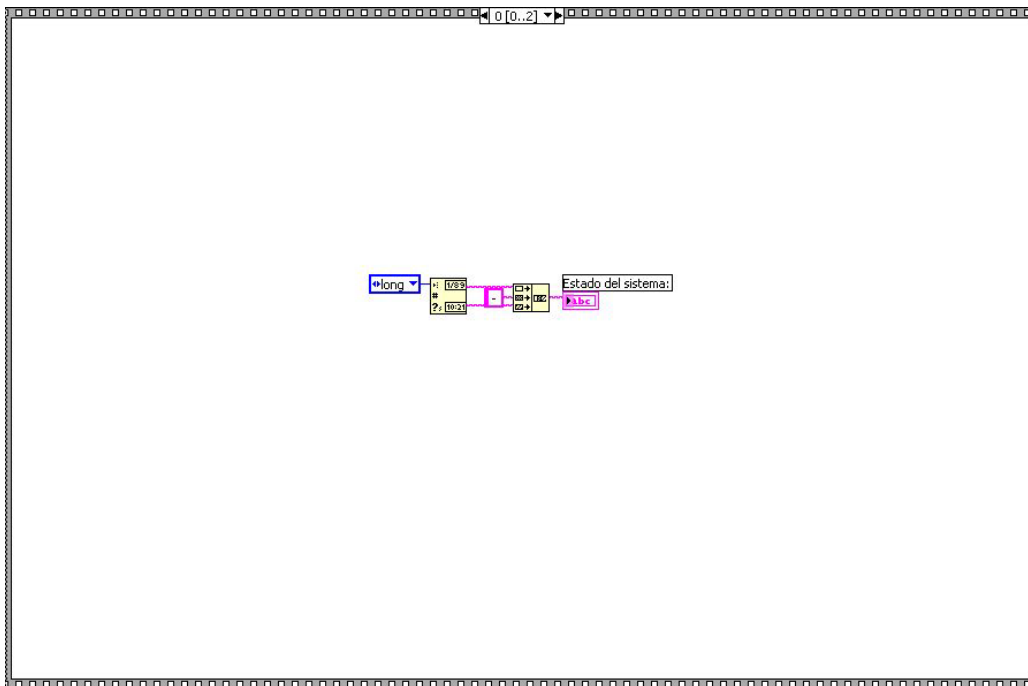 0 [0..2]
long
1/89
#
?
10:21
-
Estado del sistema:
abc